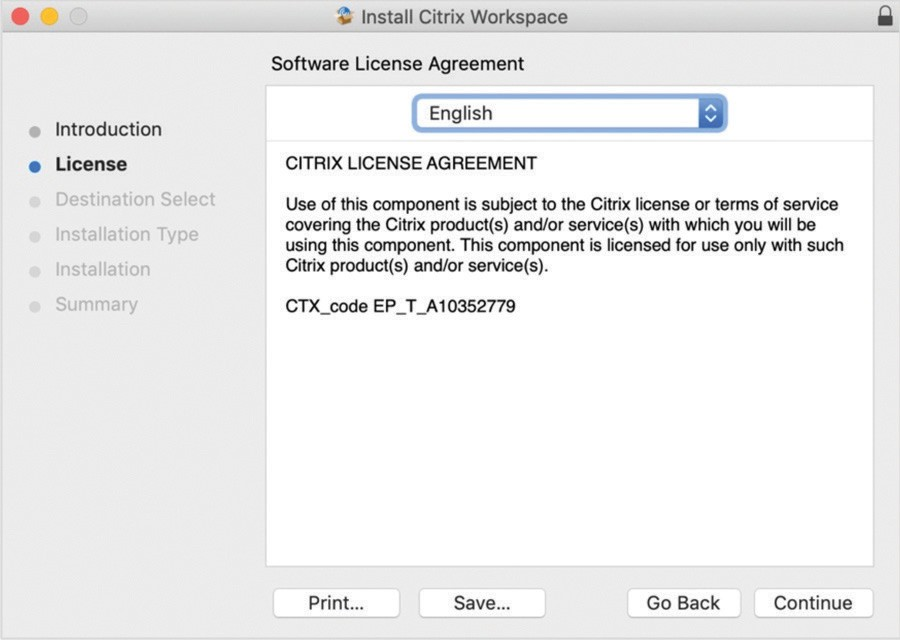 Install Citrix Workspace
Software License Agreement
Introduction
License
Destination Select
Installation Type
Installation
Summary
English
CITRIX LICENSE AGREEMENT
Use of this component is subject to the Citrix license or terms of service
covering the Citrix product(s) and/or service(s) with which you will be
using this component. This component is licensed for use only with such
Citrix product(s) and/or service(s).
CTX_code EP_T_A10352779
Print...
Save...
Go Back
Continue